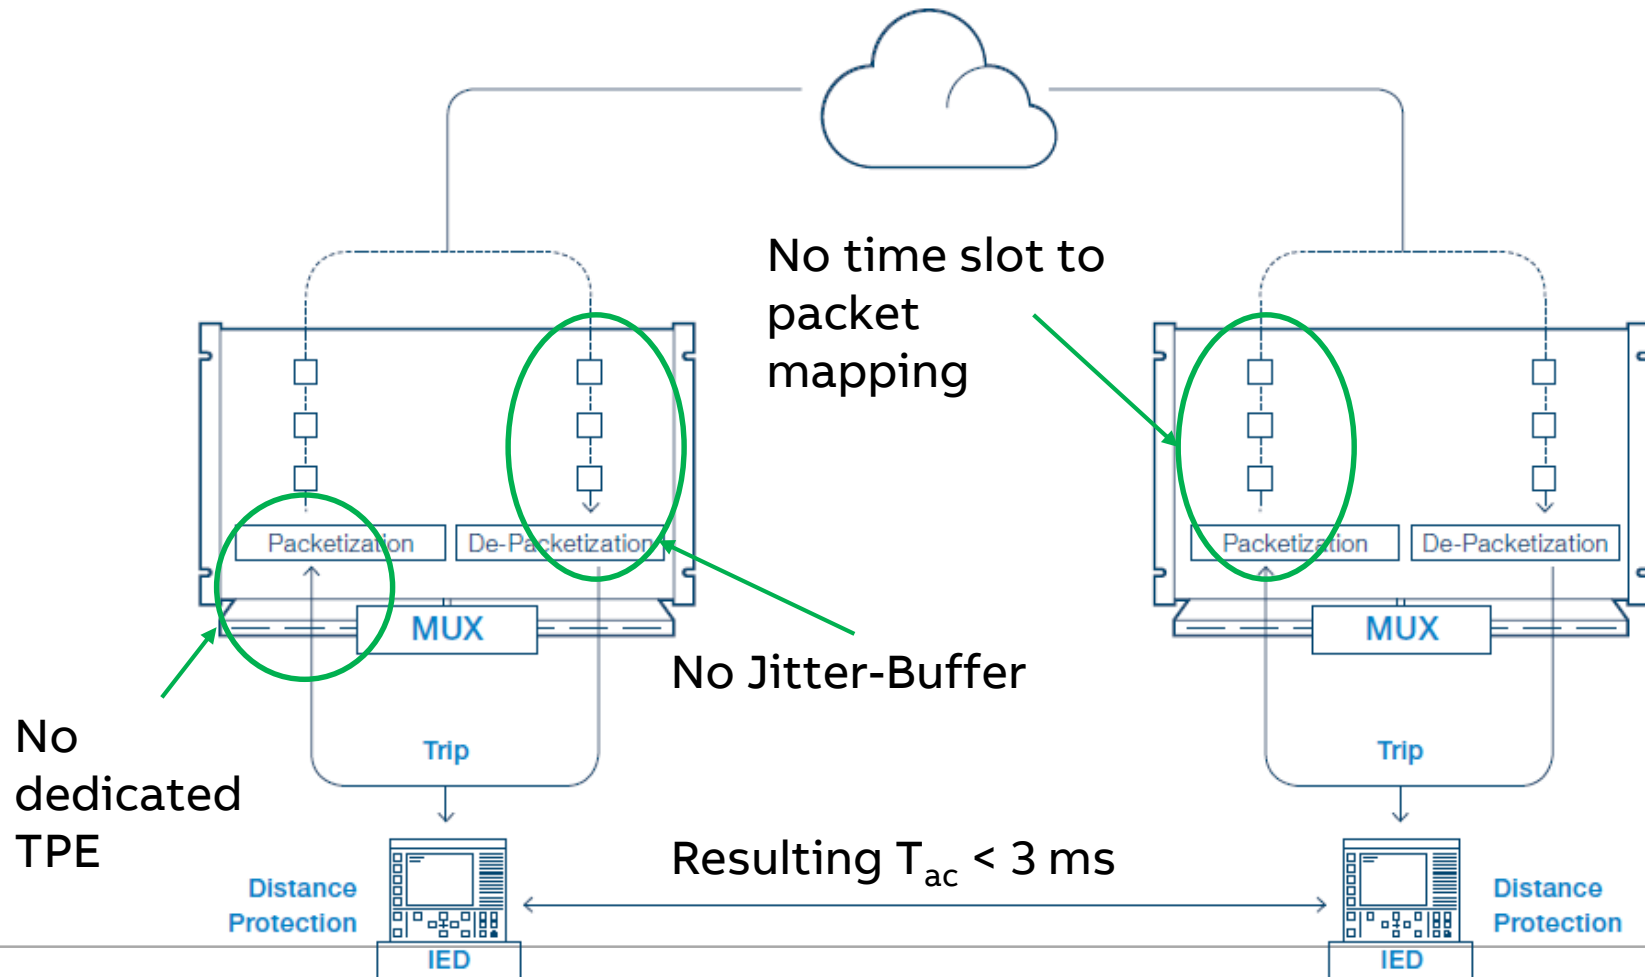 No time slot to
packet
mapping
Packetization
De-Packetization
Packetization
De-Packetization
MUX
MUX
No Jitter-Buffer
No
dedicated
TPE
Trip
Trip
Resulting Tac < 3 ms
Distance
Protection
Distance
Protection
IED
IED